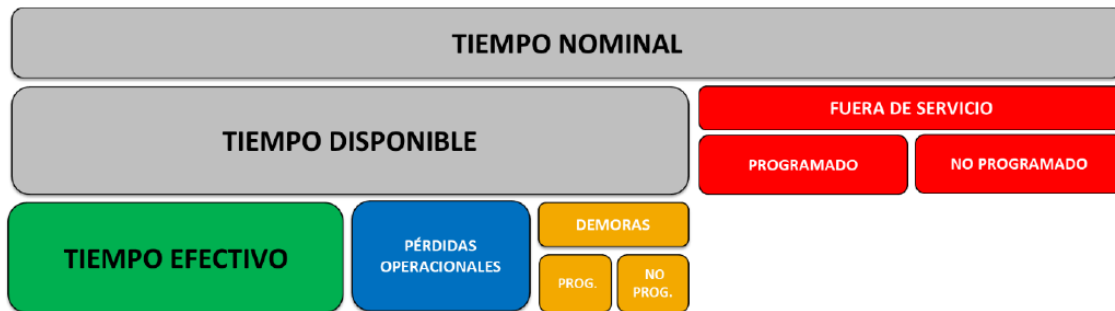 TIEMPO NOMINAL
TIEMPO DISPONIBLE
FUERA DE SERVICIO
PROGRAMADO
NO PROGRAMADO
TIEMPO EFECTIVO
PÉRDIDAS
OPERACIONALES
DEMORAS
PROG.
NO
PROG.